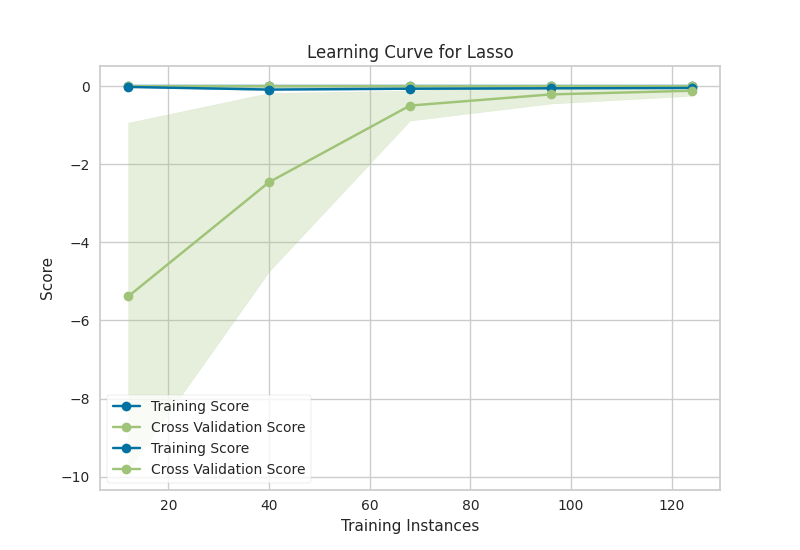 Learning Curve for Lasso
Score
0
−2
−4
−6
−8
−10
Training Score
Cross Validation Score
Training Score
Cross Validation Score
20 40 60 80 100 120
Training Instances